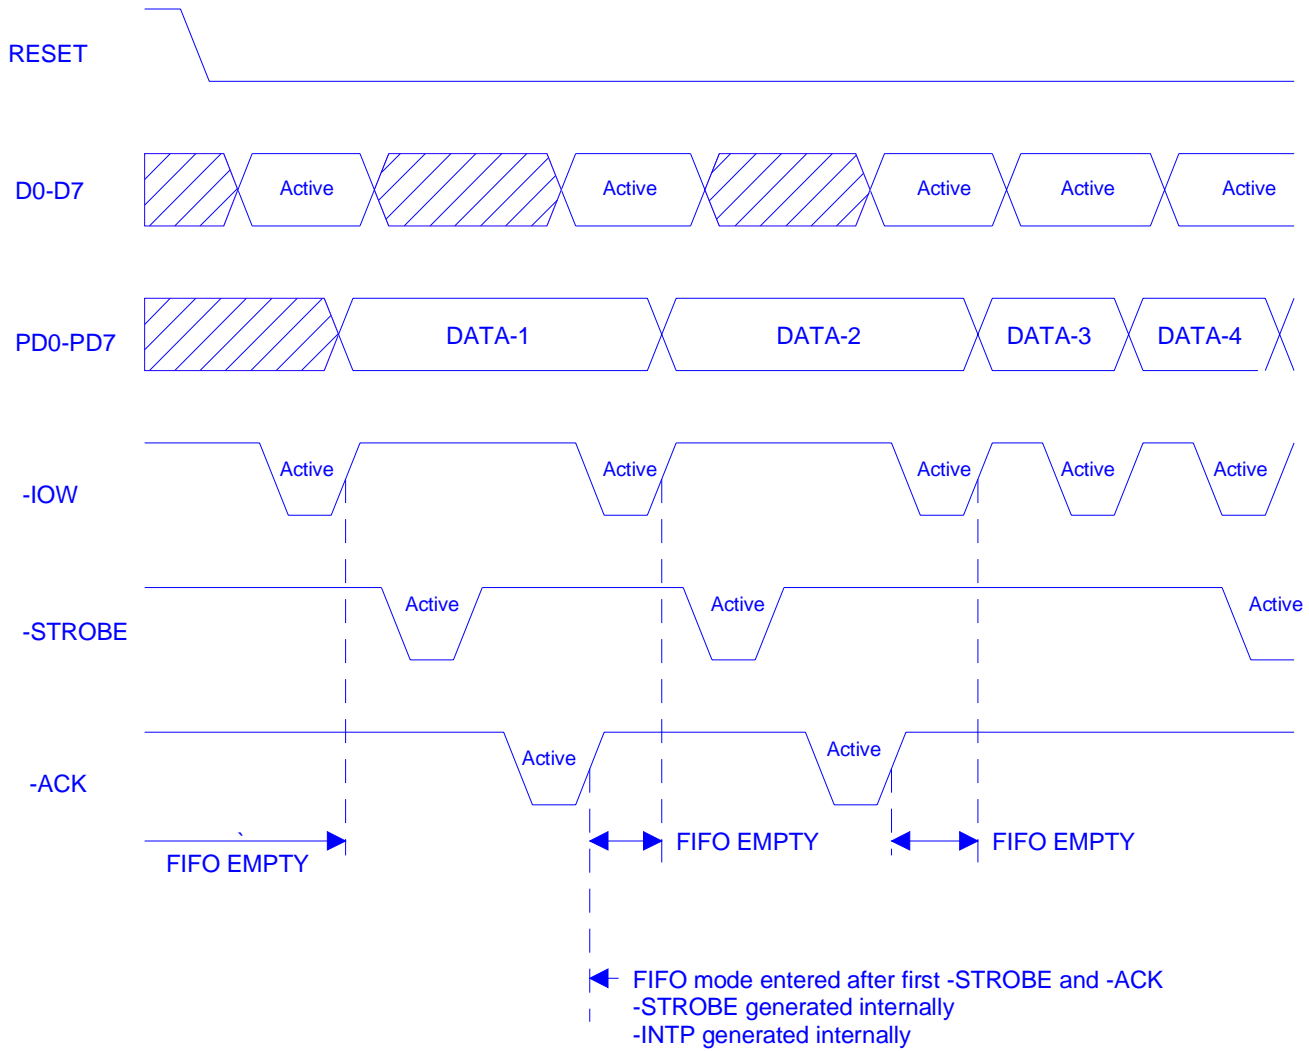 RESET
D0-D7
Active
Active
Active
Active
Active
PD0-PD7
DATA-1
DATA-2
DATA-3
DATA-4
-IOW
Active
Active
Active
Active
Active
-STROBE
Active
Active
Active
-ACK
Active
Active
`
FIFO EMPTY
FIFO EMPTY
FIFO EMPTY
FIFO mode entered after first -STROBE and -ACK
-STROBE generated internally
-INTP generated internally